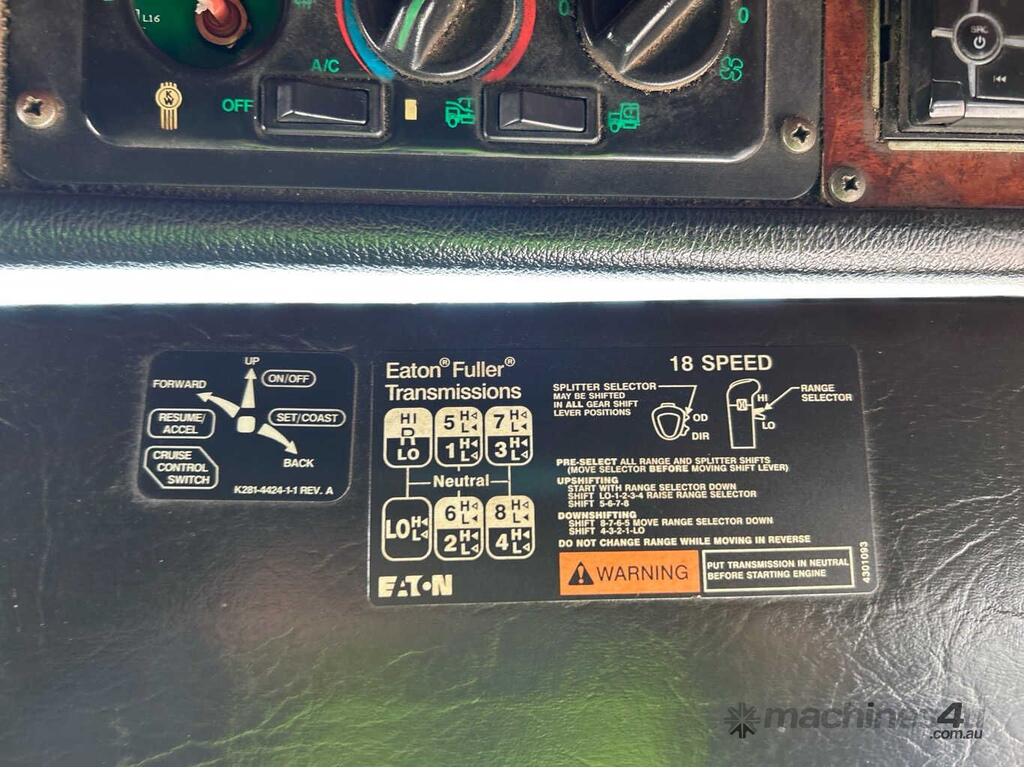 L16
A/C
OFF
KW
0
0
SRC
UP
FORWARD
ON/OFF
RESUME/
ACCEL
SET/COAST
CRUISE
CONTROL
SWITCH
BACK
K281-4424-1-1 REV. A
Eaton® Fuller®
Transmissions
18 SPEED
HI
R
LO
5 H L
1 H L
7 H L
3 H L
Neutral
LO H L
6 H L
2 H L
8 H L
4 H L
EATON
SPLITTER SELECTOR
MAY BE SHIFTED
IN ALL GEAR SHIFT
LEVER POSITIONS
OD
DIR
HI
LO
RANGE
SELECTOR
PRE-SELECT ALL RANGE AND SPLITTER SHIFTS
(MOVE SELECTOR BEFORE MOVING SHIFT LEVER)
UPSHIFTING
START WITH RANGE SELECTOR DOWN
SHIFT LO-1-2-3-4 RAISE RANGE SELECTOR
SHIFT 5-6-7-8
DOWNSHIFTING
SHIFT 8-7-6-5 MOVE RANGE SELECTOR DOWN
SHIFT 4-3-2-1-LO
DO NOT CHANGE RANGE WHILE MOVING IN REVERSE
WARNING
PUT TRANSMISSION IN NEUTRAL
BEFORE STARTING ENGINE
4301093
machines4u
.com.au